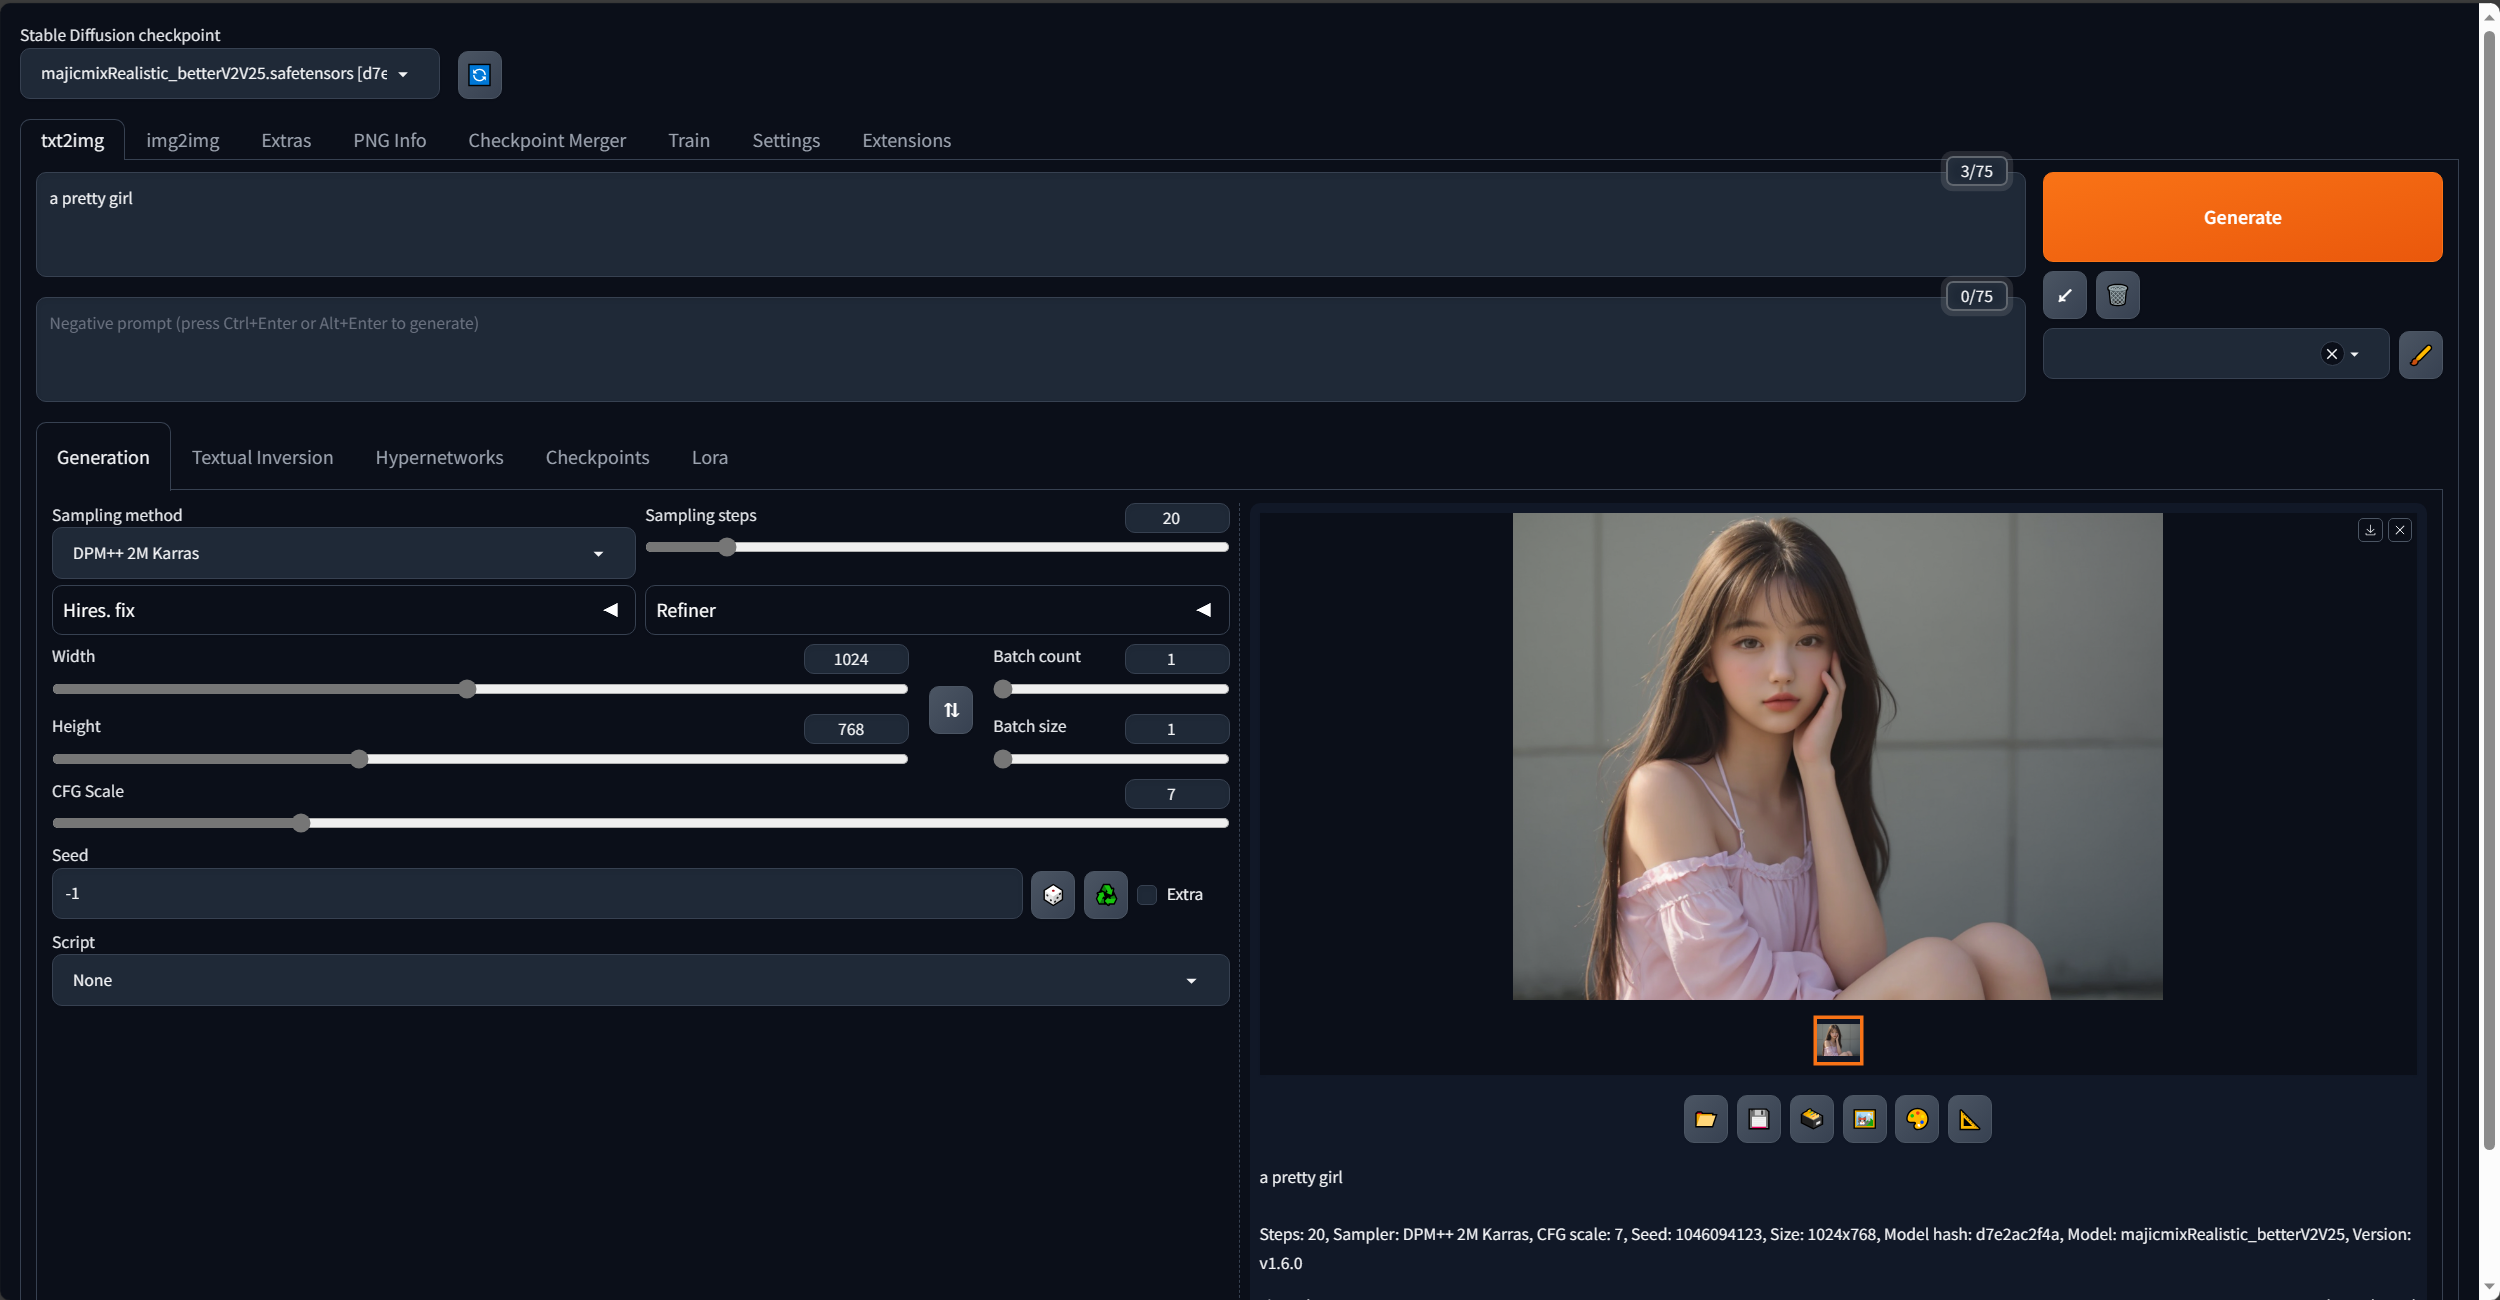 Stable Diffusion checkpoint
majicmixRealistic_betterV2V25.safetensors [d7e
txt2img img2img Extras PNG Info Checkpoint Merger Train Settings Extensions
3/75
a pretty girl
Generate
0/75
Negative prompt (press Ctrl+Enter or Alt+Enter to generate)
Generation Textual Inversion Hypernetworks Checkpoints Lora
Sampling method
DPM++ 2M Karras
Sampling steps
20
Hires. fix
Refiner
Width
1024
Batch count
1
Height
768
Batch size
1
CFG Scale
7
Seed
-1
Extra
Script
None
a pretty girl
Steps: 20, Sampler: DPM++ 2M Karras, CFG scale: 7, Seed: 1046094123, Size: 1024x768, Model hash: d7e2ac2f4a, Model: majicmixRealistic_betterV2V25, Version:
v1.6.0